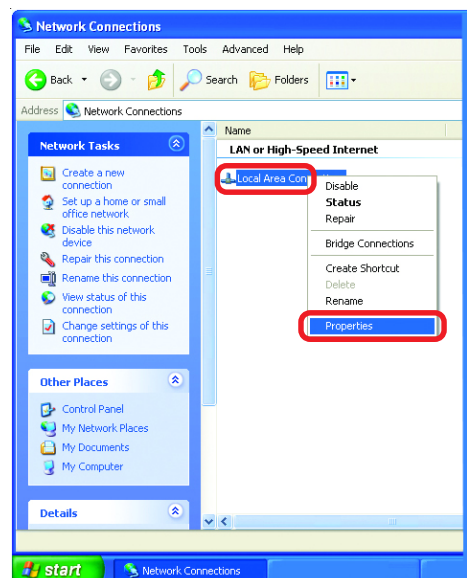 Network Connections
File Edit View Favorites Tools Advanced Help
Back Search Folders
Address Network Connections
Network Tasks
Create a new
connection
Set up a home or small
office network
Disable this network
device
Repair this connection
Rename this connection
View status of this
connection
Change settings of this
connection
Other Places
Control Panel
My Network Places
My Documents
My Computer
Details
Name
LAN or High-Speed Internet
Local Area Con
Disable
Status
Repair
Bridge Connections
Create Shortcut
Delete
Rename
Properties
start Network Connections